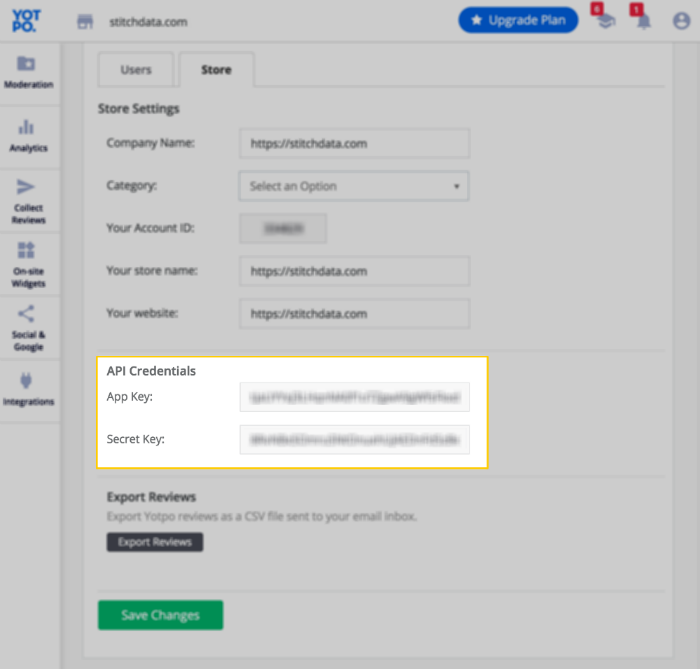 YOT
PO.
stitchdata.com
Upgrade Plan
6
1
Moderation
Analytics
Collect
Reviews
On-site
Widgets
Social &
Google
Integrations
Users
Store
Store Settings
Company Name:
https://stitchdata.com
Category:
Select an Option
Your Account ID:
Your store name:
https://stitchdata.com
Your website:
https://stitchdata.com
API Credentials
App Key:
Secret Key:
Export Reviews
Export Yotpo reviews as a CSV file sent to your email inbox.
Export Reviews
Save Changes